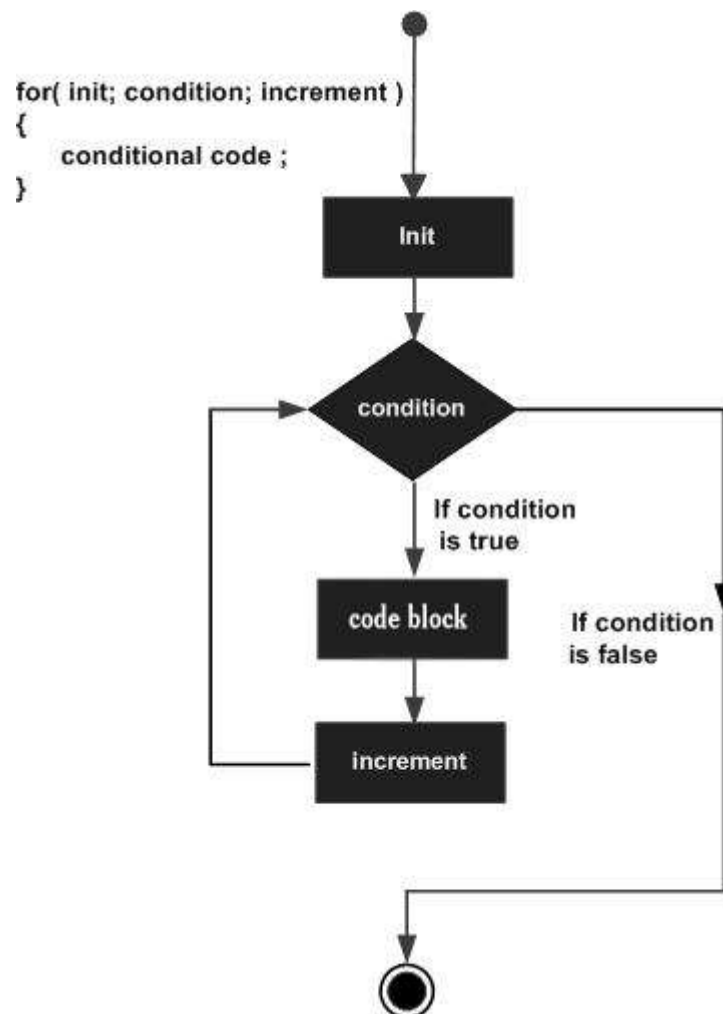 for( init; condition; increment )
{
conditional code ;
}
Init
condition
If condition
is true
code block
If condition
is false
increment